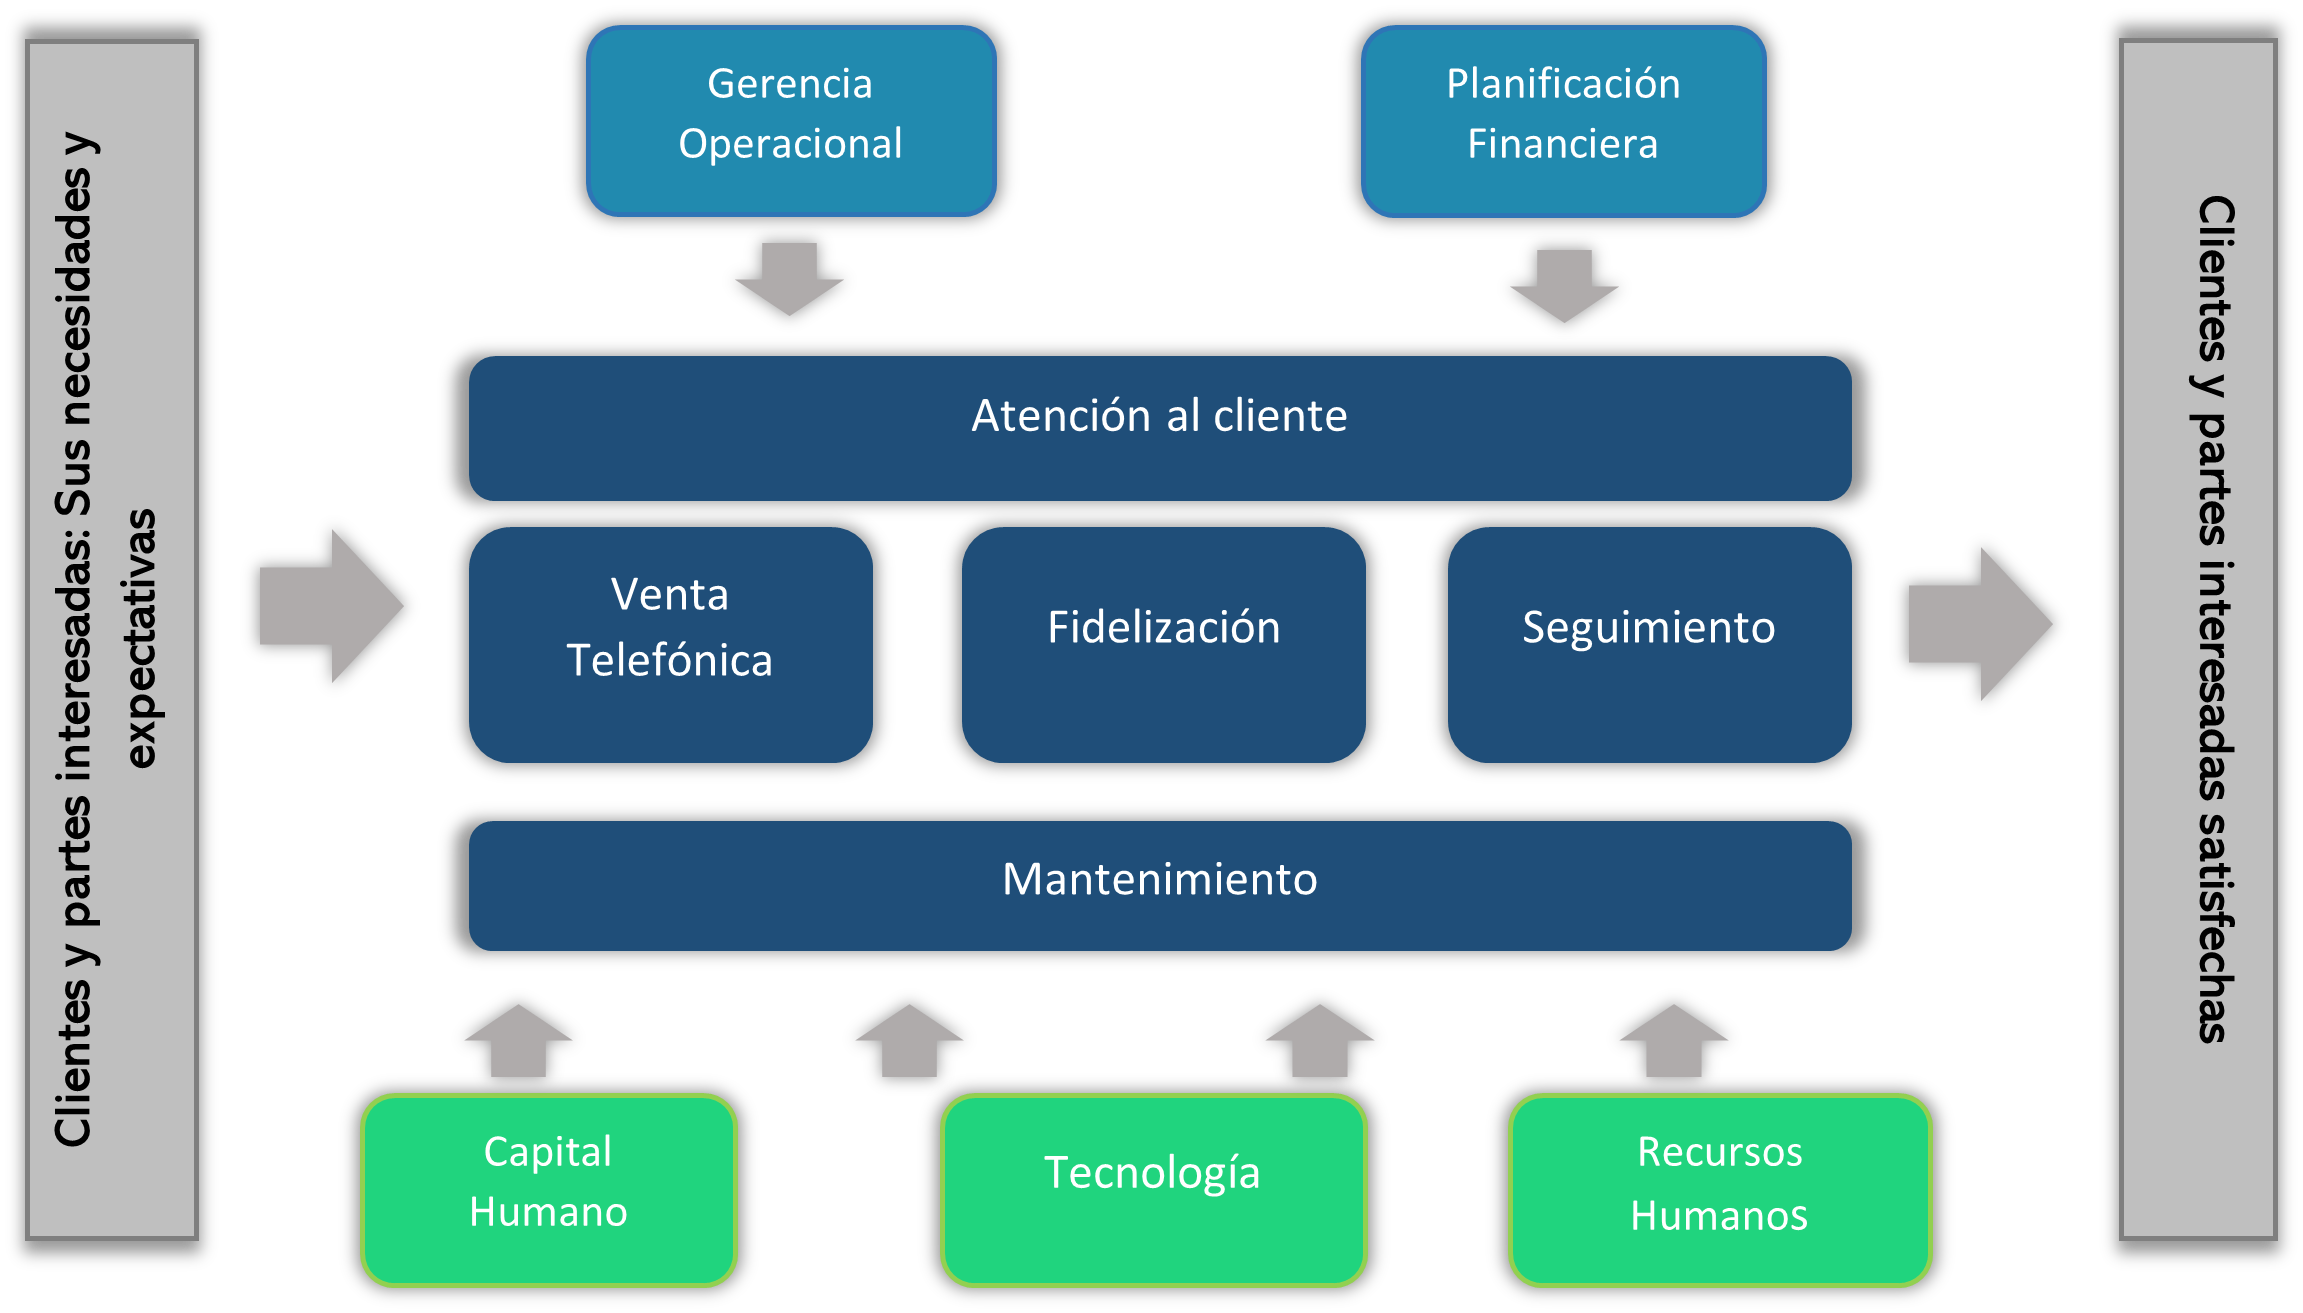 Clientes y partes interesadas: Sus necesidades y
expectativas
Gerencia
Operacional
Planificación
Financiera
Atención al cliente
Venta
Telefónica
Fidelización
Seguimiento
Mantenimiento
Capital
Humano
Tecnología
Recursos
Humanos
Clientes y partes interesadas satisfechas